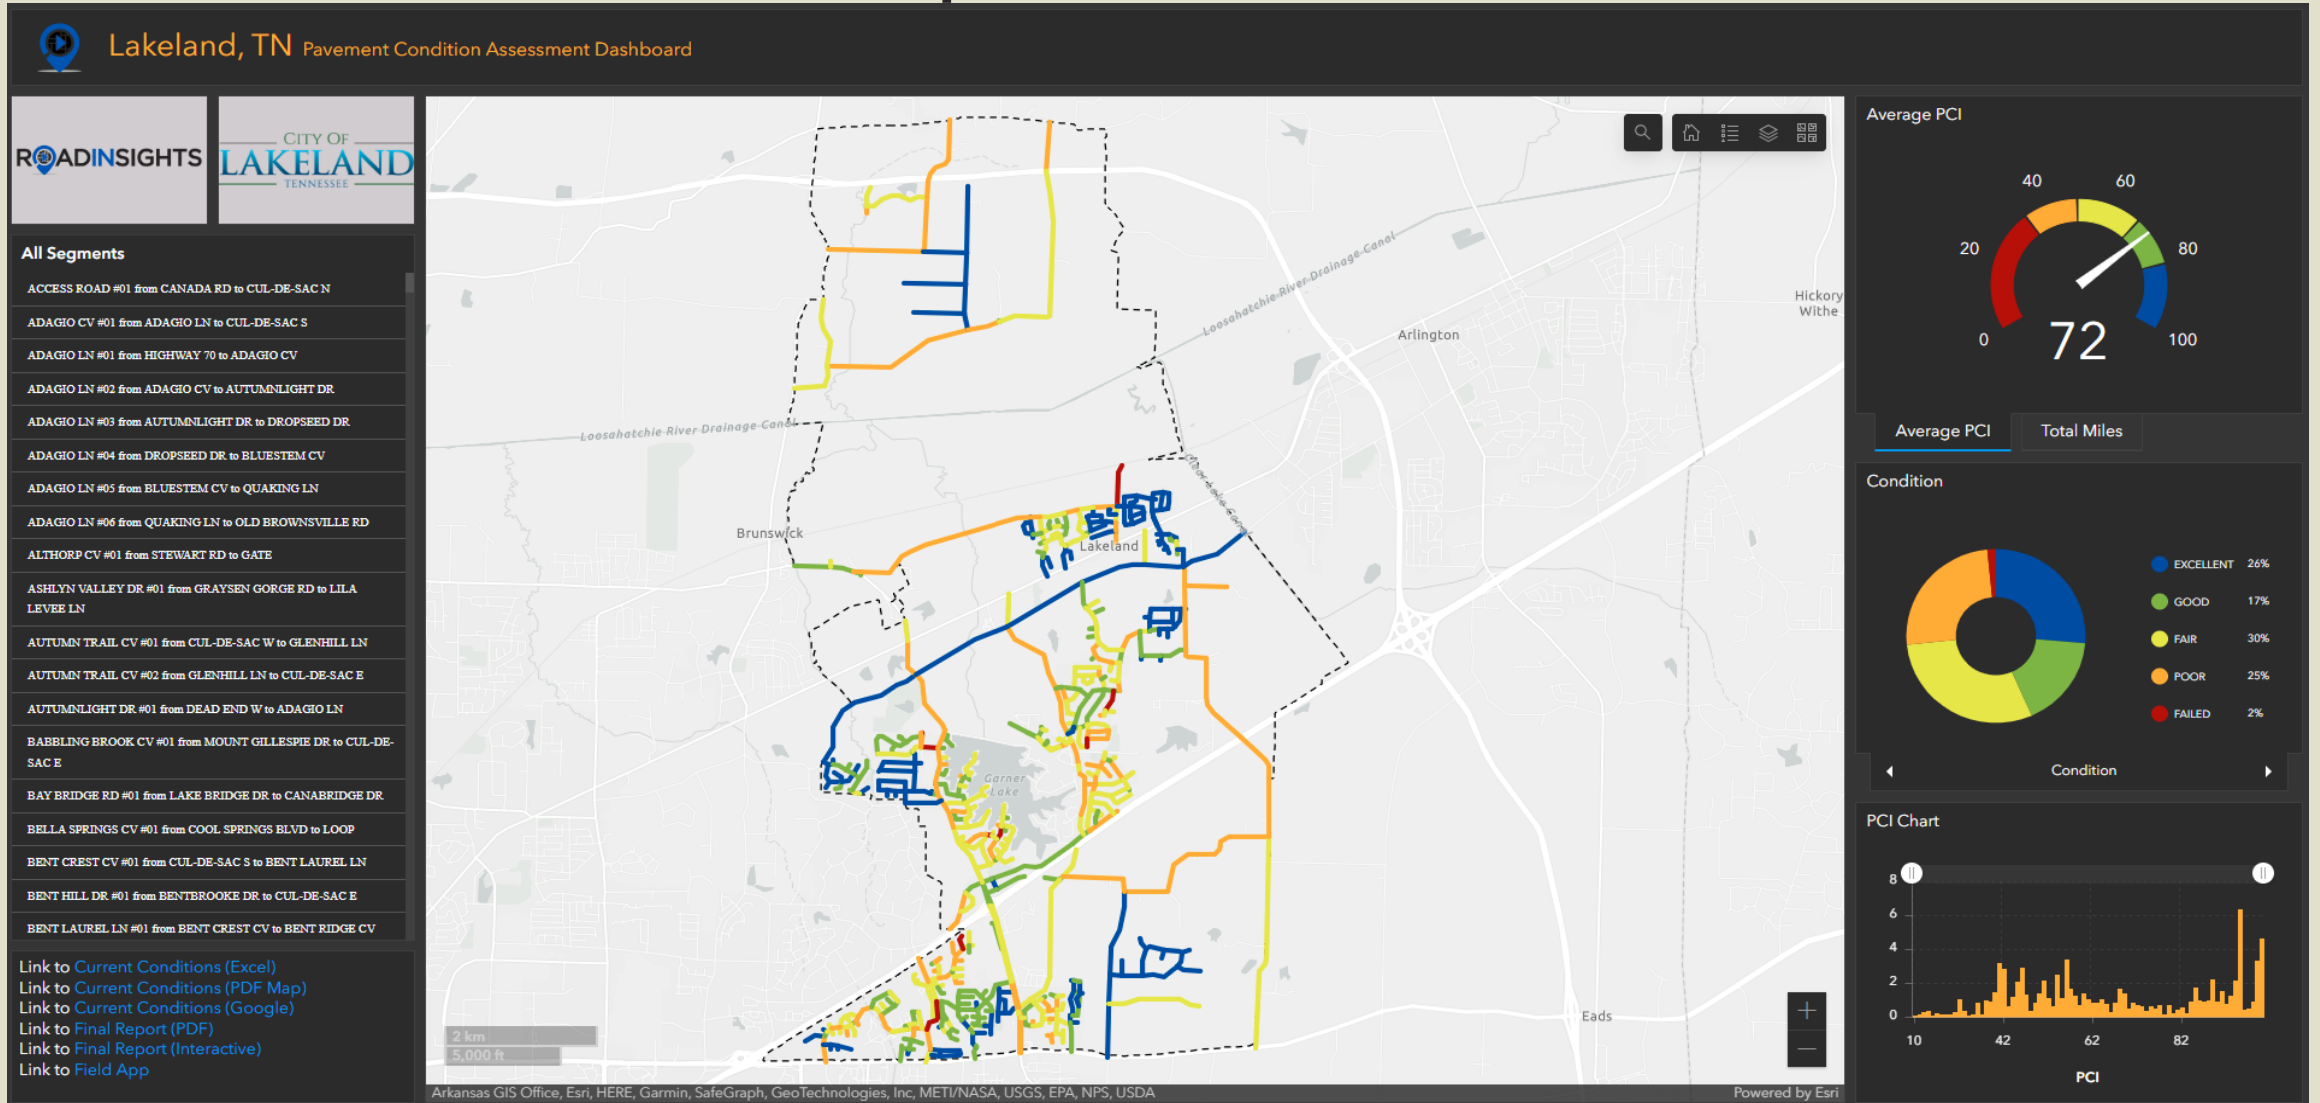 Lakeland, TN Pavement Condition Assessment Dashboard
ROADINSIGHTS
CITY OF
LAKELAND
TENNESSEE
All Segments
ACCESS ROAD #01 from CANADA RD to CUL-DE-SAC N
ADAGIO CV #01 from ADAGIO LN to CUL-DE-SAC S
ADAGIO LN #01 from HIGHWAY 70 to ADAGIO CV
ADAGIO LN #02 from ADAGIO CV to AUTUMNLIGHT DR
ADAGIO LN #03 from AUTUMNLIGHT DR to DROPSEED DR
ADAGIO LN #04 from DROPSEED DR to BLUESTEM CV
ADAGIO LN #05 from BLUESTEM CV to QUAKING LN
ADAGIO LN #06 from QUAKING LN to OLD BROWNSVILLE RD
ALTHORP CV #01 from STEWART RD to GATE
ASHLYN VALLEY DR #01 from GRAYSEN GORGE RD to LILA
LEVEE LN
AUTUMN TRAIL CV #01 from CUL-DE-SAC W to GLENHILL LN
AUTUMN TRAIL CV #02 from GLENHILL LN to CUL-DE-SAC E
AUTUMNLIGHT DR #01 from DEAD END W to ADAGIO LN
BABBLING BROOK CV #01 from MOUNT GILLESPIE DR to CUL-DE-
SAC E
BAY BRIDGE RD #01 from LAKE BRIDGE DR to CANABRIDGE DR
BELLA SPRINGS CV #01 from COOL SPRINGS BLVD to LOOP
BENT CREST CV #01 from CUL-DE-SAC S to BENT LAUREL LN
BENT HILL DR #01 from BENTBROOKE DR to CUL-DE-SAC E
BENT LAUREL LN #01 from BENT CREST CV to BENT RIDGE CV
Link to Current Conditions (Excel)
Link to Current Conditions (PDF Map)
Link to Current Conditions (Google)
Link to Final Report (PDF)
Link to Final Report (Interactive)
Link to Field App
Loosahatchie River Drainage Canal
Hickory
Withe
Arlington
Loosahatchie River Drainage Canal
Clear Lake Canal
Brunswick
Lakeland
Garner
Lake
Eads
2 km
5,000 ft
Arkansas GIS Office, Esri, HERE, Garmin, SafeGraph, GeoTechnologies, Inc, METI/NASA, USGS, EPA, NPS, USDA
Powered by Esri
Average PCI
40
60
20
80
0
72
100
Average PCI
Total Miles
Condition
EXCELLENT 26%
GOOD 17%
FAIR 30%
POOR 25%
FAILED 2%
Condition
PCI Chart
8
6
4
2
0
10
42
62
82
PCI